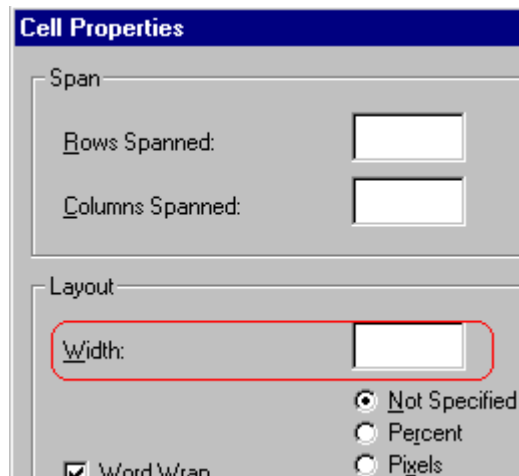 Cell Properties
Span
Rows Spanned:
Columns Spanned:
Layout
Width:
Not Specified
Percent
Word Wrap
Pixels